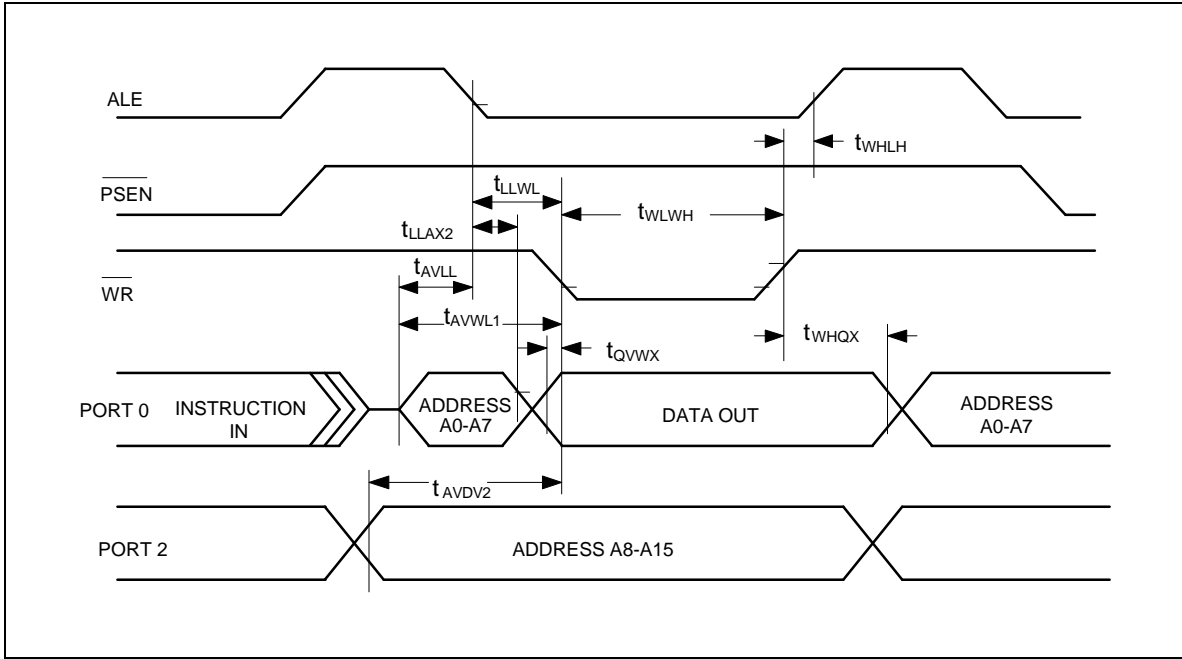 ALE
tWHLH
PSEN
tLLWL
tWLWH
tLLAX2
tAVLL
WR
tAVWL1
tWHQX
tQVWX
PORT 0
INSTRUCTION
IN
ADDRESS
A0-A7
DATA OUT
ADDRESS
A0-A7
tAVDV2
PORT 2
ADDRESS A8-A15